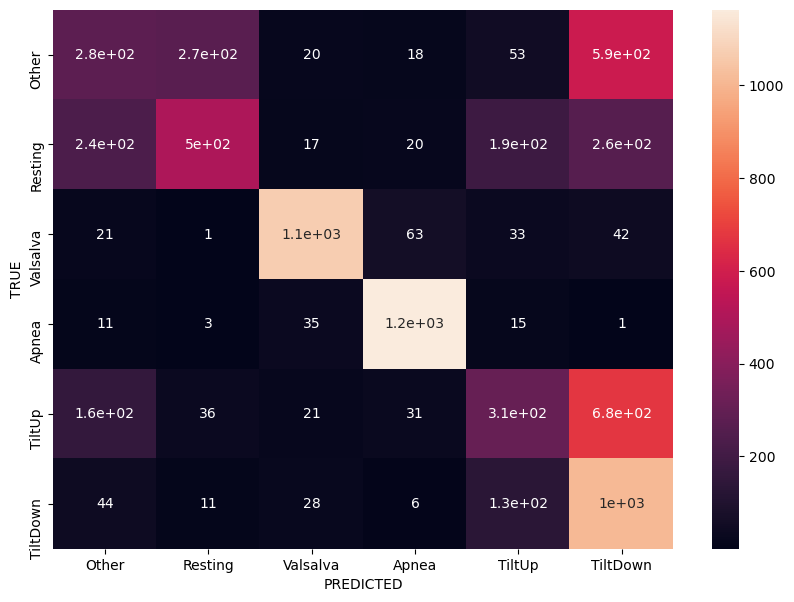 Other 2.8e+02 2.7e+02 20 18 53 5.9e+02
Resting 2.4e+02 5e+02 17 20 1.9e+02 2.6e+02
Valsalva 21 1 1.1e+03 63 33 42
Apnea 11 3 35 1.2e+03 15 1
TiltUp 1.6e+02 36 21 31 3.1e+02 6.8e+02
TiltDown 44 11 28 6 1.3e+02 1e+03
TRUE
Other Resting Valsalva Apnea TiltUp TiltDown
PREDICTED
1000
800
600
400
200